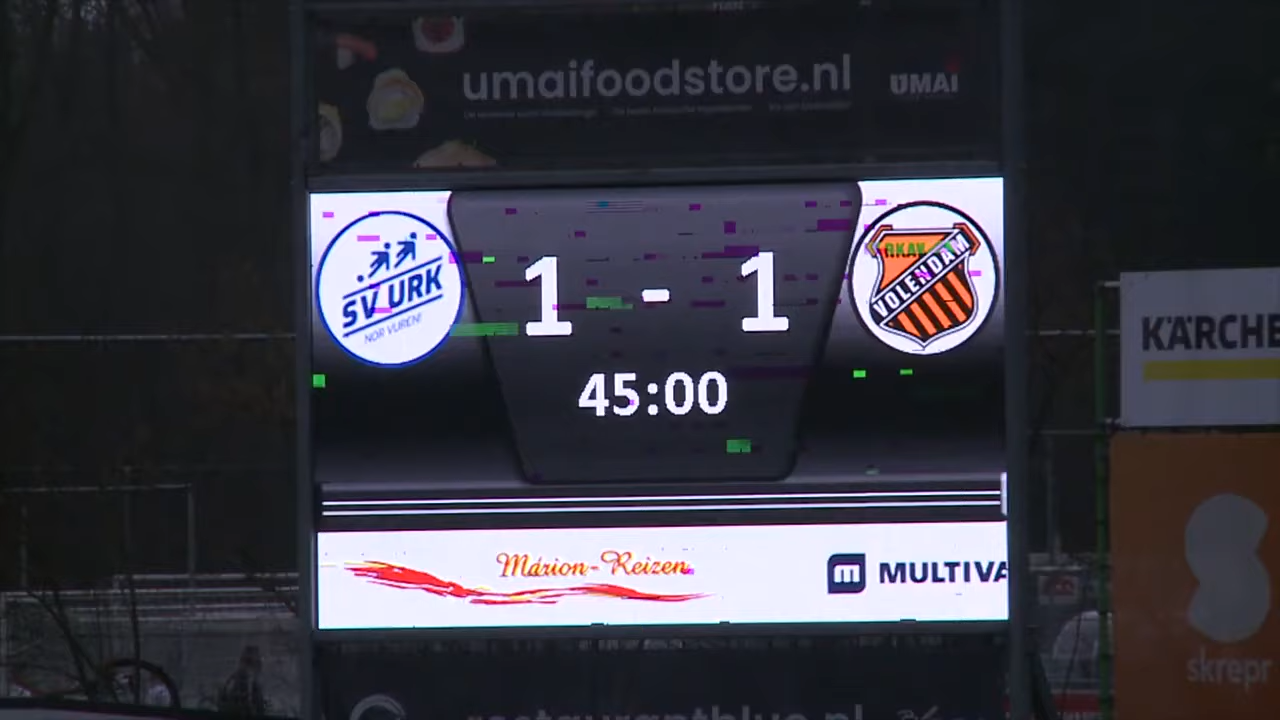 umaifoodstore.nl
UMAI
SV URK
NOR VUREN!
1 - 1
RKAV
VOLENDAM
45:00
KÄRCHE
Márion-Reizen
m MULTIVA
skrepr